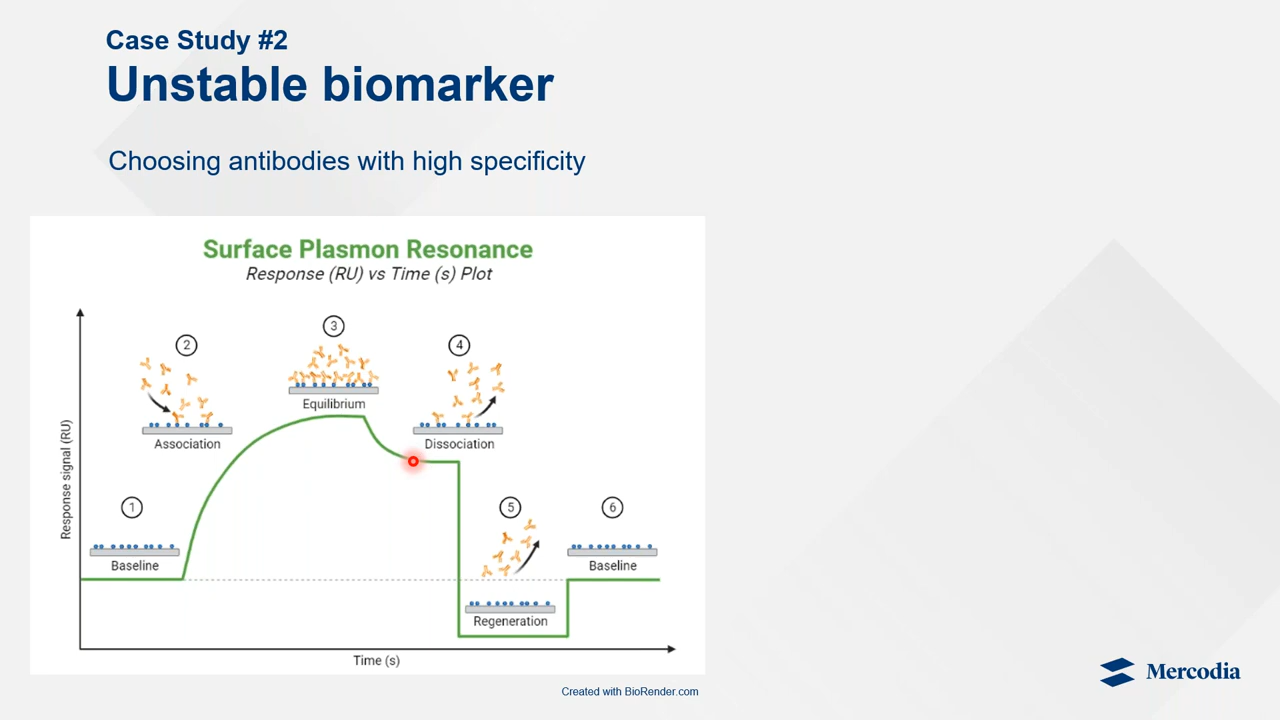 Case Study #2
Unstable biomarker
Choosing antibodies with high specificity
Surface Plasmon Resonance
Response (RU) vs Time (s) Plot
Response signal (RU)
1
Baseline
2
Association
3
Equilibrium
4
Dissociation
5
Regeneration
6
Baseline
Time (s)
Created with BioRender.com
Mercodia